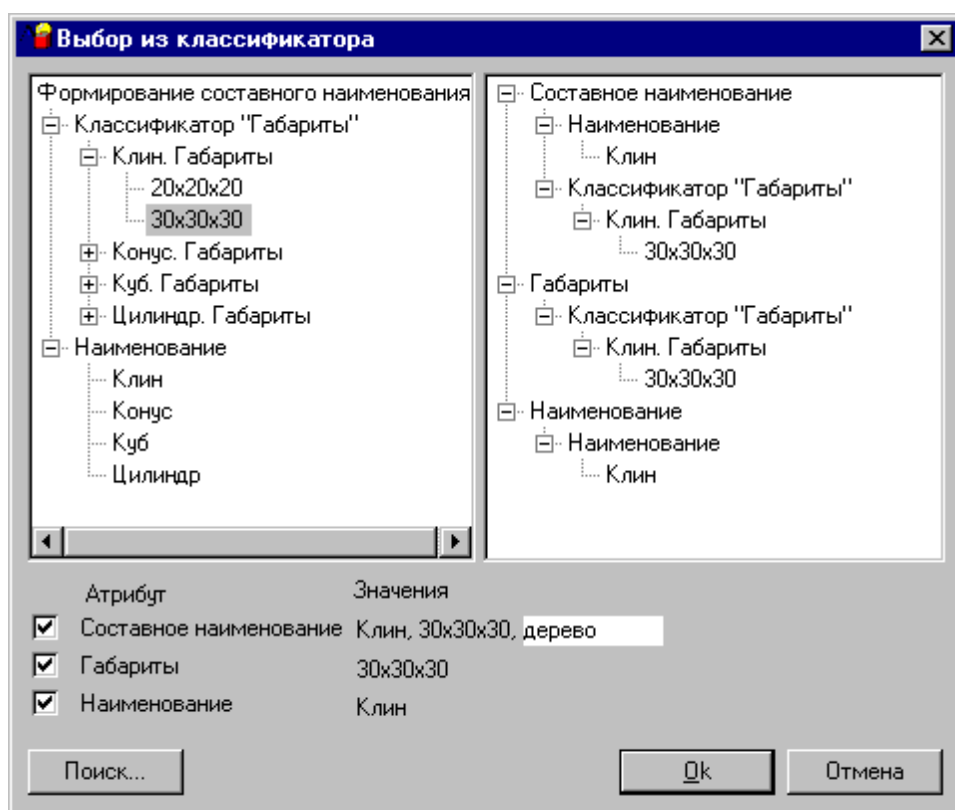 Выбор из классификатора
Формирование составного наименования
Классификатор "Габариты"
Клин. Габариты
20x20x20
30x30x30
Конус. Габариты
Куб. Габариты
Цилиндр. Габариты
Наименование
Клин
Конус
Куб
Цилиндр
Составное наименование
Наименование
Клин
Классификатор "Габариты"
Клин. Габариты
30x30x30
Габариты
Классификатор "Габариты"
Клин. Габариты
30x30x30
Наименование
Наименование
Клин
Атрибут Значения
Составное наименование Клин, 30x30x30, дерево
Габариты 30x30x30
Наименование Клин
Поиск... Ok Отмена